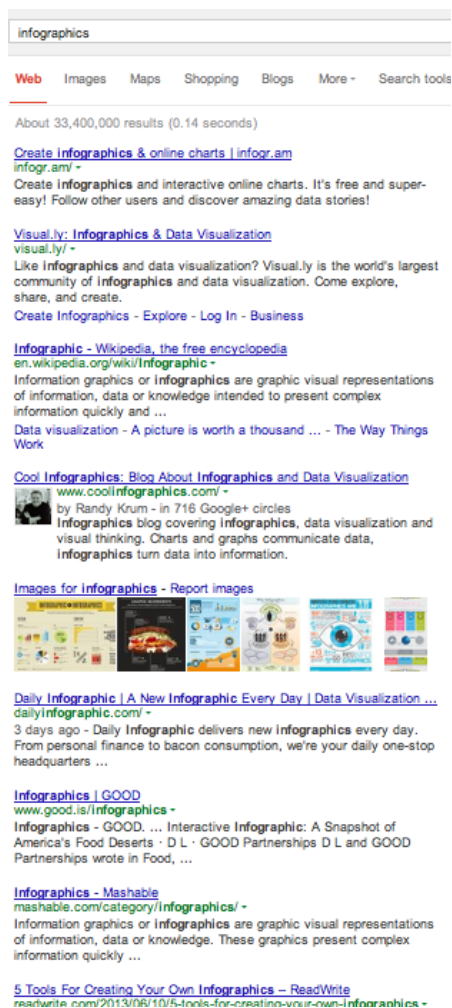 infographics
Web Images Maps Shopping Blogs More Search tools
About 33,400,000 results (0.14 seconds)
Create infographics & online charts | infogr.am
infogr.am/
Create infographics and interactive online charts. It's free and super-
easy! Follow other users and discover amazing data stories!
Visual.ly: Infographics & Data Visualization
visual.ly/
Like infographics and data visualization? Visual.ly is the world's largest
community of infographics and data visualization. Come explore,
share, and create.
Create Infographics - Explore - Log In - Business
Infographic - Wikipedia, the free encyclopedia
en.wikipedia.org/wiki/Infographic
Information graphics or infographics are graphic visual representations
of information, data or knowledge intended to present complex
information quickly and ...
Data visualization - A picture is worth a thousand ... - The Way Things
Work
Cool Infographics: Blog About Infographics and Data Visualization
www.coolinfographics.com/
by Randy Krum - in 716 Google+ circles
Infographics blog covering infographics, data visualization and
visual thinking. Charts and graphs communicate data,
infographics turn data into information.
Images for infographics - Report images
Daily Infographic | A New Infographic Every Day | Data Visualization ...
dailyinfographic.com/
3 days ago - Daily Infographic delivers new infographics every day.
From personal finance to bacon consumption, we're your daily one-stop
headquarters ...
Infographics | GOOD
www.good.is/infographics
Infographics - GOOD. ... Interactive Infographic: A Snapshot of
America's Food Deserts · D L · GOOD Partnerships D L and GOOD
Partnerships wrote in Food, ...
Infographics - Mashable
mashable.com/category/infographics/
Information graphics or infographics are graphic visual representations
of information, data or knowledge. These graphics present complex
information quickly ...
5 Tools For Creating Your Own Infographics – ReadWrite
readwrite.com/2013/06/10/5-tools-for-creating-your-own-infographics